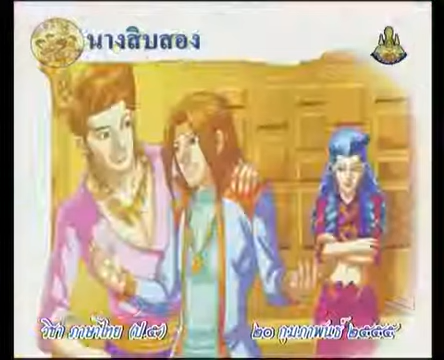 นางสิบสอง
วิชา ภาษาไทย (ป.๕)
๒๐ กุมภาพันธ์ ๒๕๕๕